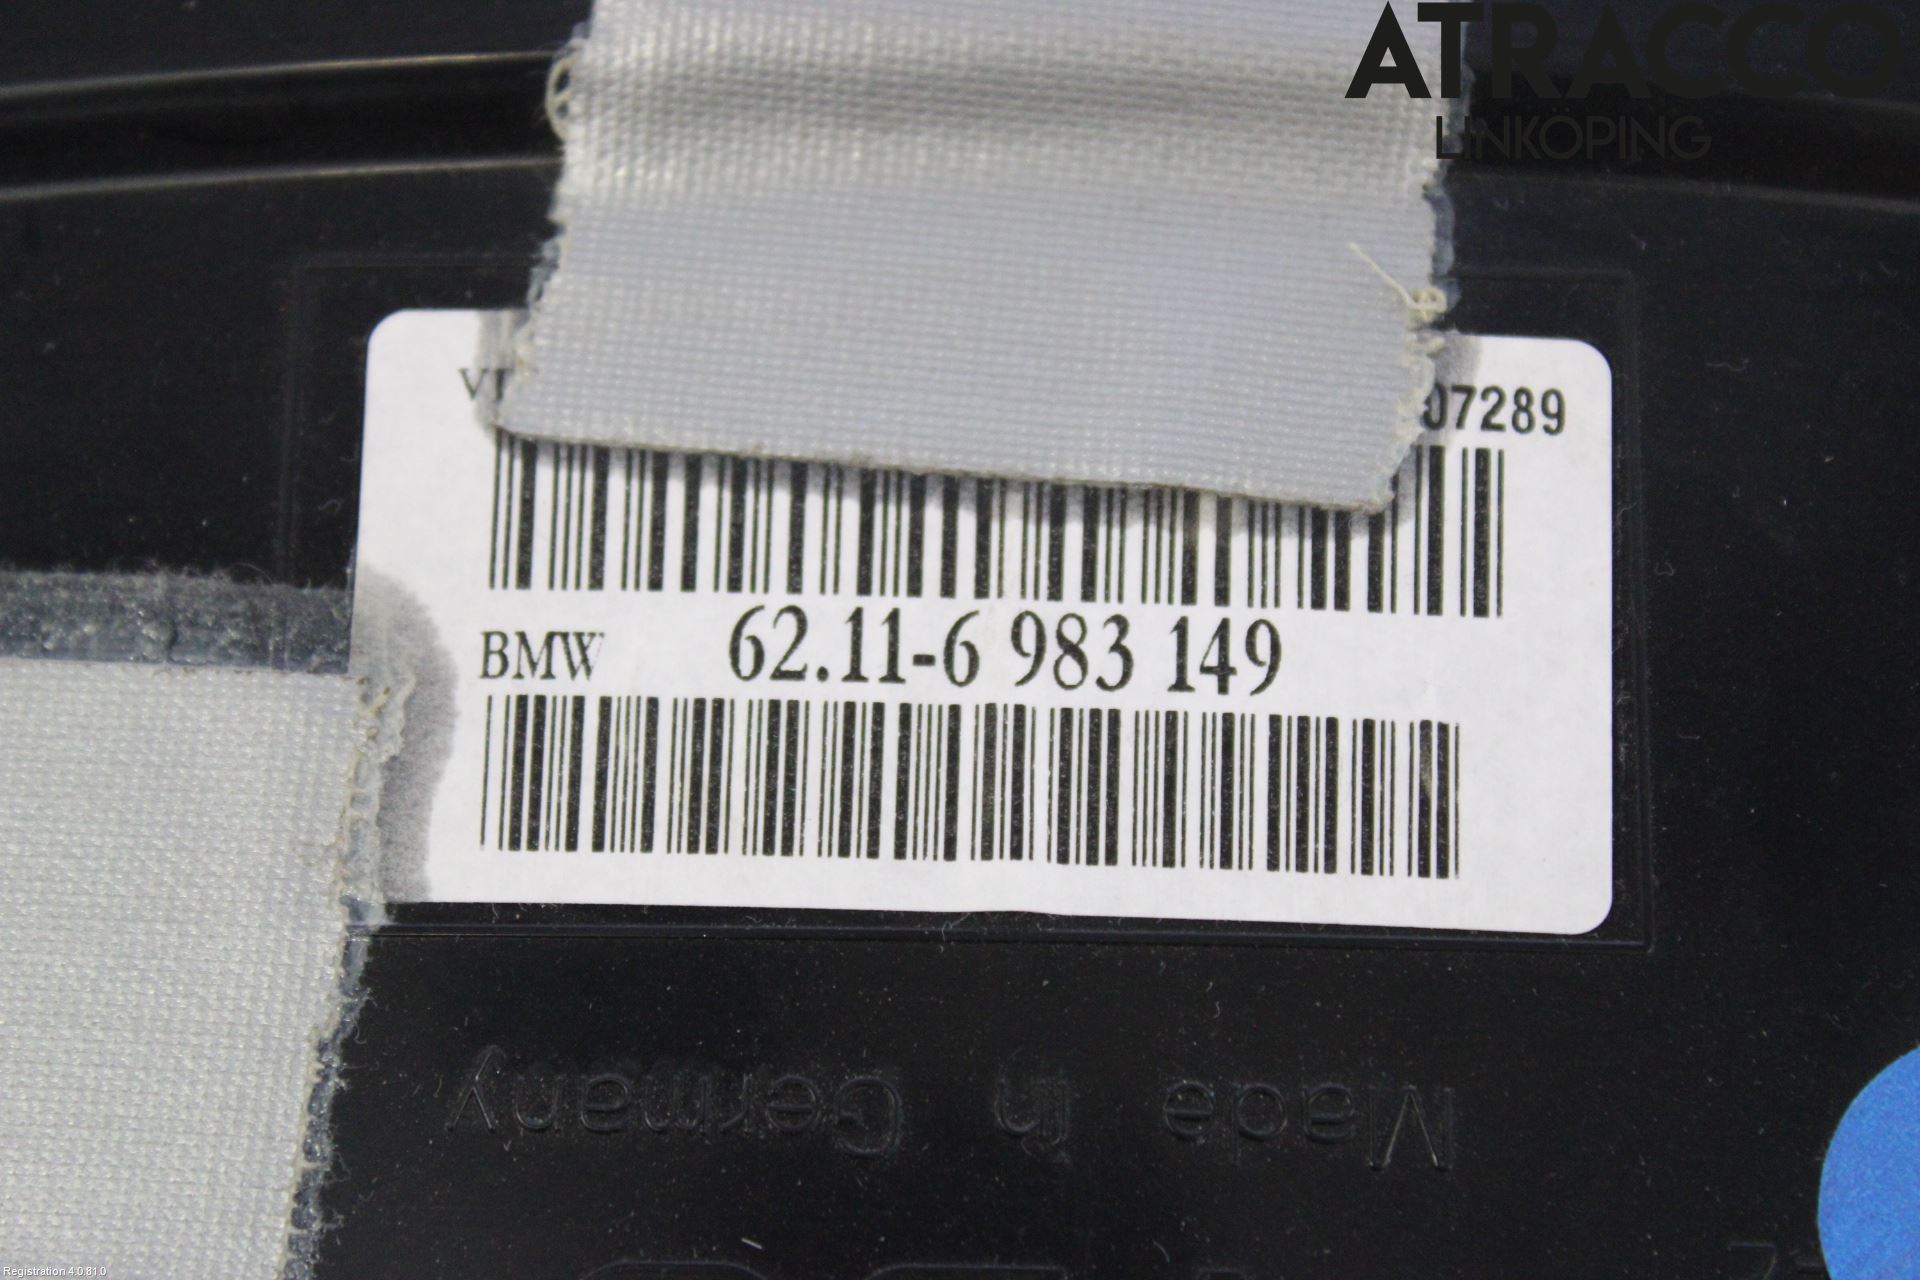 ATRACCO
LINKÖPING
07289
BMW 62.11-6 983 149
Made in Germany
Registration 4.0.81.0